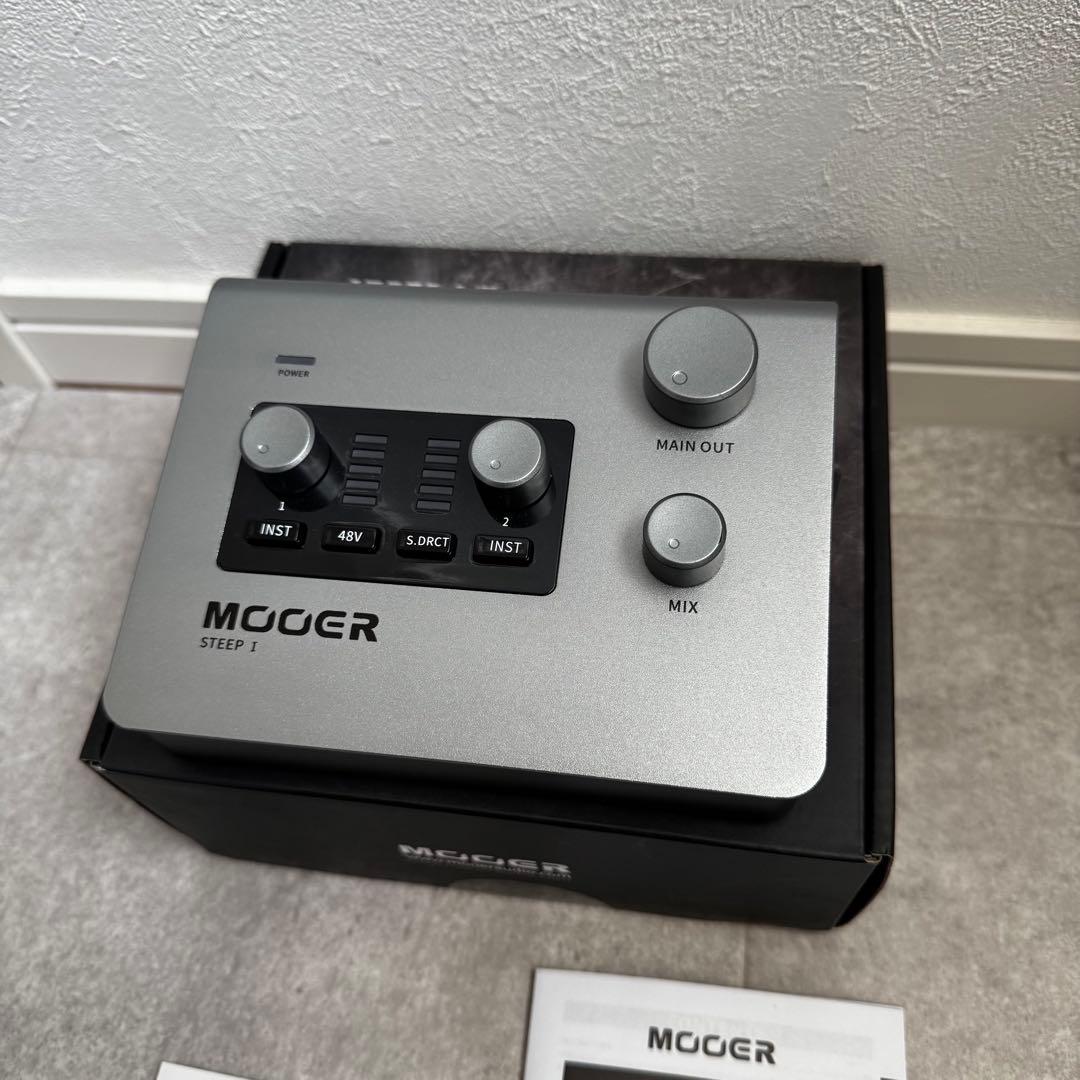 POWER
MAIN OUT
1
2
INST
48V
S.DRCT
INST
MIX
MOOER
STEEP I
MOOER
MOOER